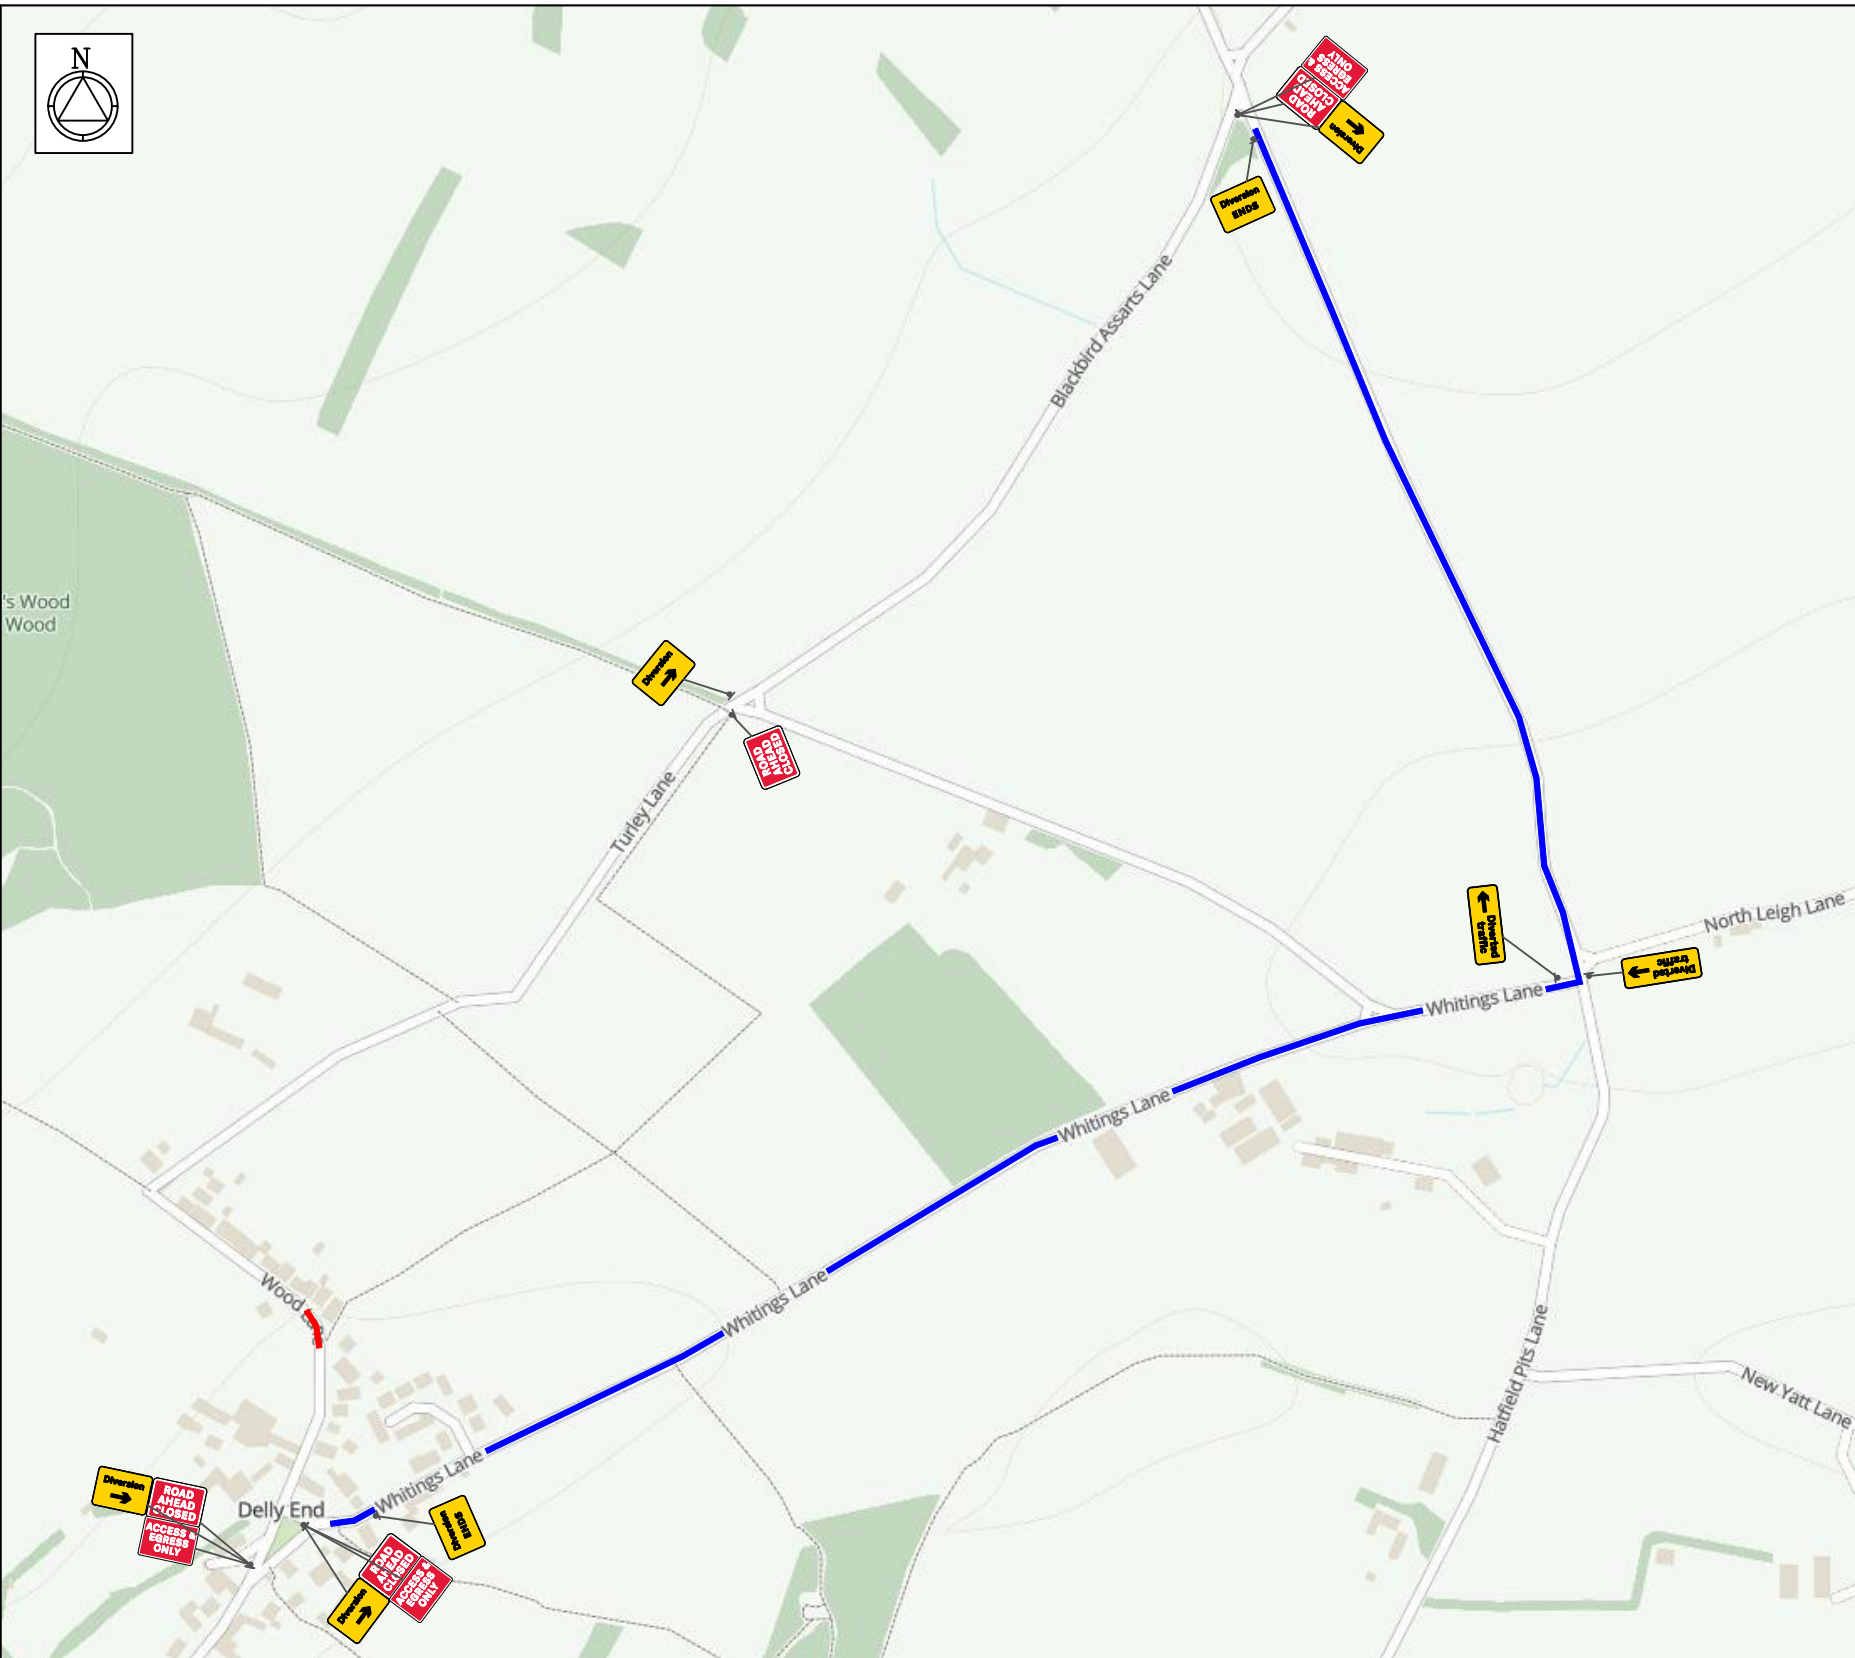 N
ACCESS &
EGRESS
ONLY
ROAD
AHEAD
CLOSED
Diversion
Diversion
ENDS
Blackbird Assarts Lane
's Wood
Wood
Diversion
ROAD
AHEAD
CLOSED
Turley Lane
Diverted
traffic
North Leigh Lane
Diverted
traffic
Whitings Lane
Whitings Lane
Whitings Lane
Wood Lane
Hatfield Pits Lane
New Yatt Lane
Whitings Lane
Delly End
Diversion
ROAD
AHEAD
CLOSED
ACCESS &
EGRESS
ONLY
Diversion
ENDS
ROAD
AHEAD
CLOSED
ACCESS &
EGRESS
ONLY
Diversion